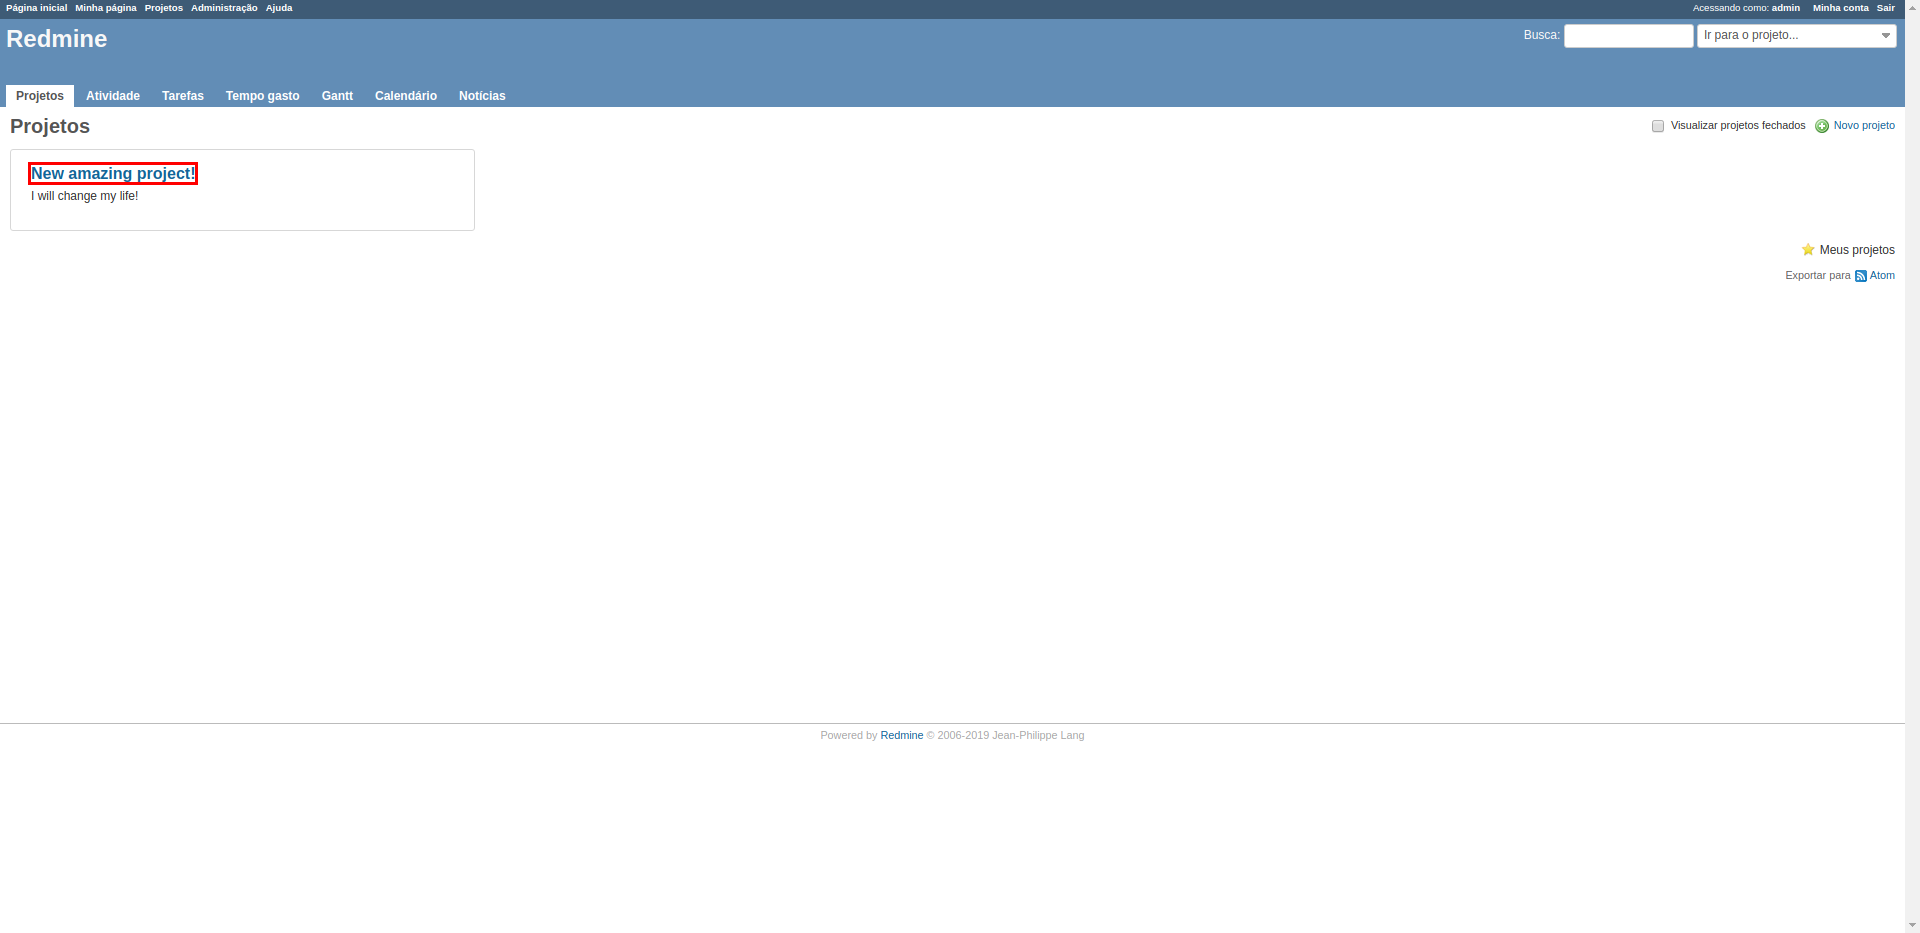 Página inicial Minha página Projetos Administração Ajuda Acessando como: admin Minha conta Sair
Redmine Busca: Ir para o projeto...
Projetos Atividade Tarefas Tempo gasto Gantt Calendário Notícias
Projetos Visualizar projetos fechados Novo projeto
New amazing project!
I will change my life!
Meus projetos
Exportar para Atom
Powered by Redmine © 2006-2019 Jean-Philippe Lang